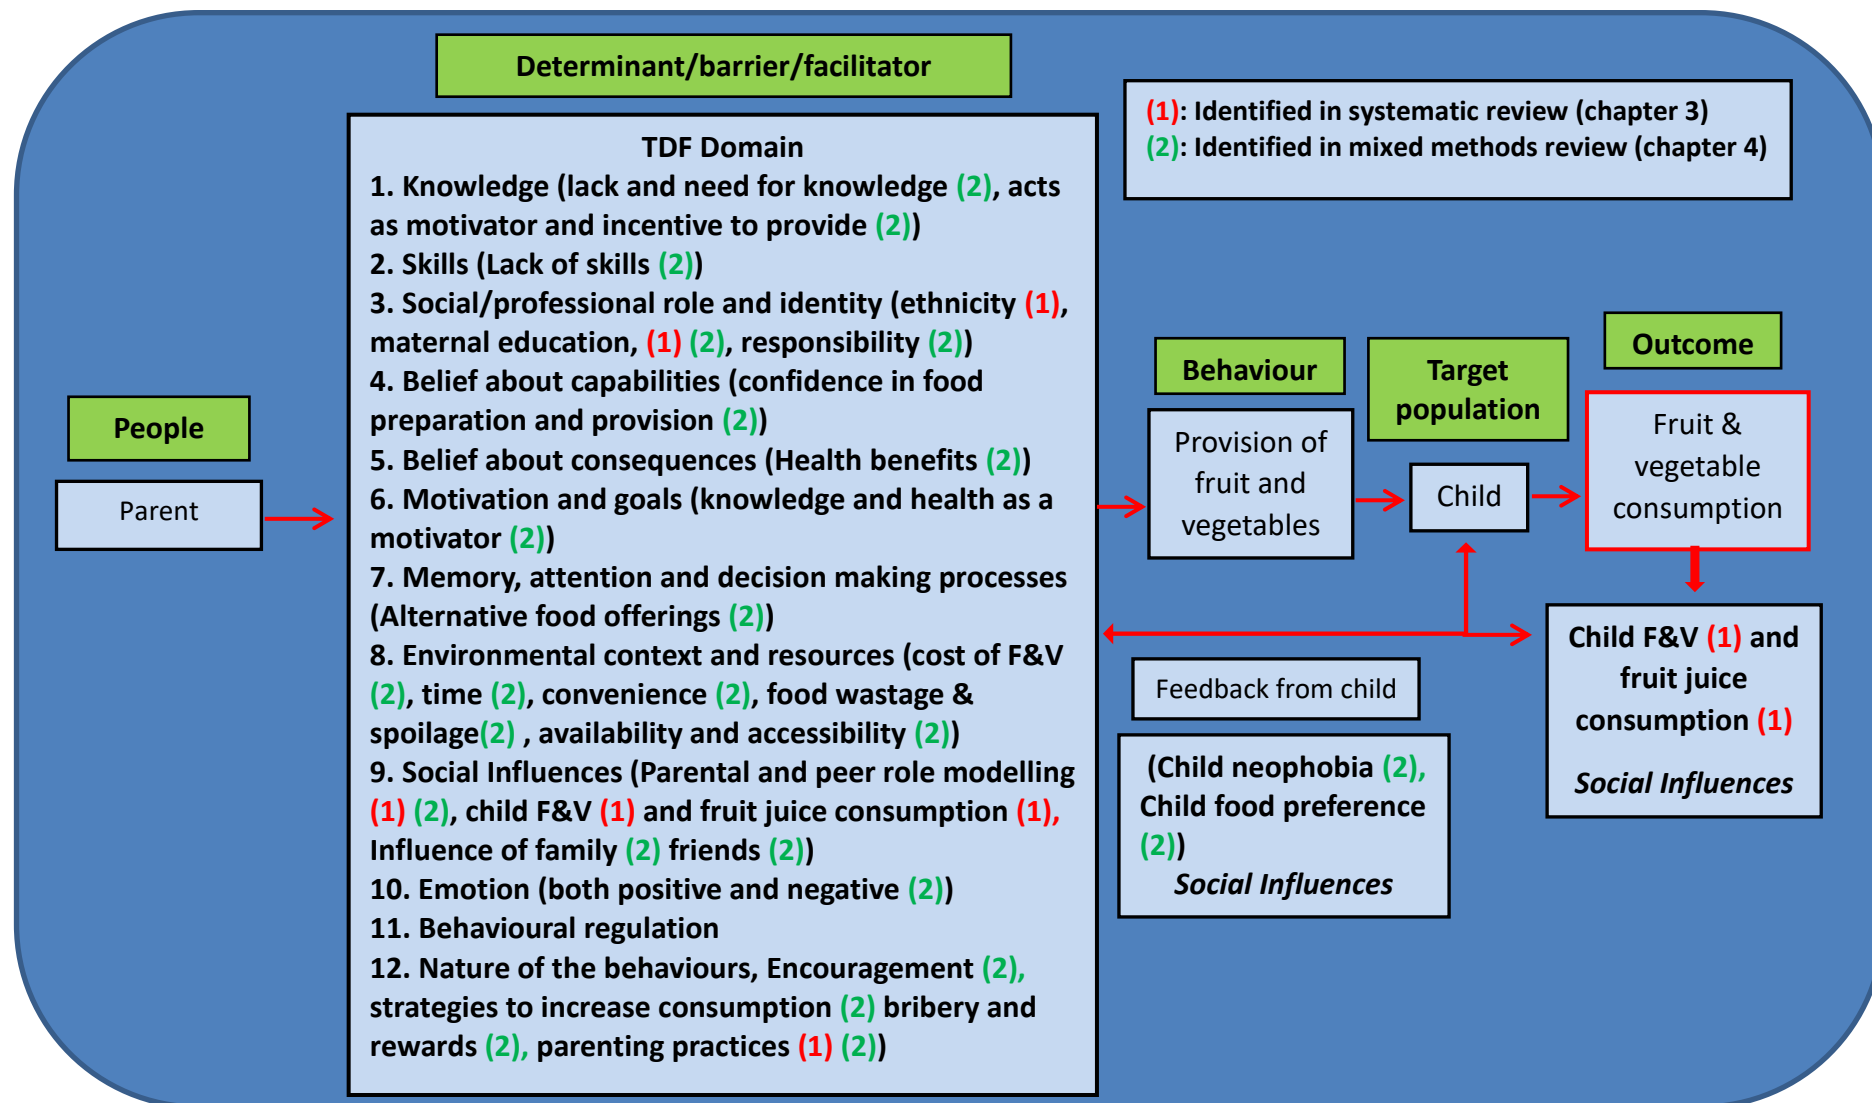 Determinant/barrier/facilitator
(1): Identified in systematic review (chapter 3)
(2): Identified in mixed methods review (chapter 4)
TDF Domain
1. Knowledge (lack and need for knowledge (2), acts
as motivator and incentive to provide (2))
2. Skills (Lack of skills (2))
3. Social/professional role and identity (ethnicity (1),
maternal education, (1) (2), responsibility (2))
4. Belief about capabilities (confidence in food
preparation and provision (2))
5. Belief about consequences (Health benefits (2))
6. Motivation and goals (knowledge and health as a
motivator (2))
7. Memory, attention and decision making processes
(Alternative food offerings (2))
8. Environmental context and resources (cost of F&V
(2), time (2), convenience (2), food wastage &
spoilage(2) , availability and accessibility (2))
9. Social Influences (Parental and peer role modelling
(1) (2), child F&V (1) and fruit juice consumption (1),
Influence of family (2) friends (2))
10. Emotion (both positive and negative (2))
11. Behavioural regulation
12. Nature of the behaviours, Encouragement (2),
strategies to increase consumption (2) bribery and
rewards (2), parenting practices (1) (2))
People
Parent
Behaviour
Provision of
fruit and
vegetables
Target
population
Child
Outcome
Fruit &
vegetable
consumption
Feedback from child
(Child neophobia (2),
Child food preference
(2))
Social Influences
Child F&V (1) and
fruit juice
consumption (1)
Social Influences